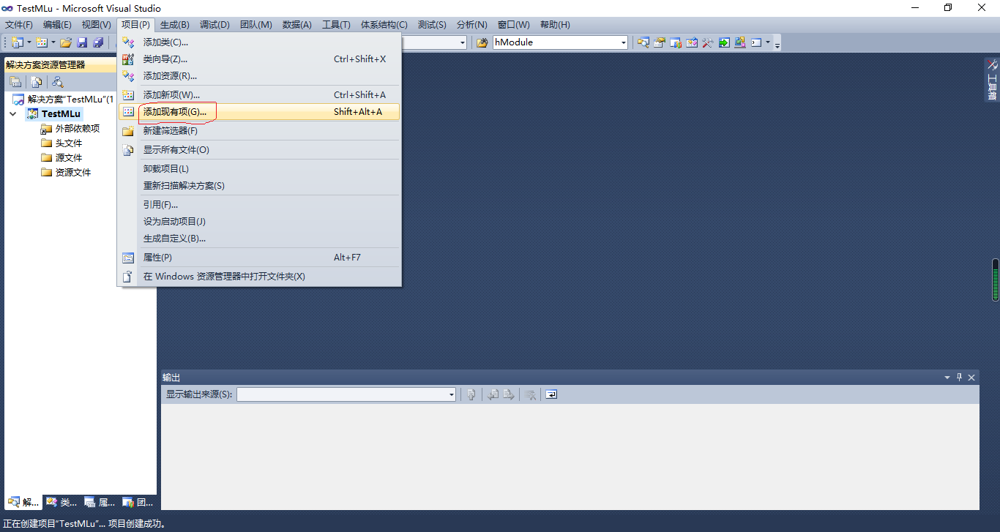 TestMLu - Microsoft Visual Studio
文件(F) 编辑(E) 视图(V) 项目(P) 生成(B) 调试(D) 团队(M) 数据(A) 工具(T) 体系结构(C) 测试(S) 分析(N) 窗口(W) 帮助(H)
hModule
解决方案资源管理器
解决方案"TestMLu"(1
TestMLu
外部依赖项
头文件
源文件
资源文件
添加类(C)...
类向导(Z)... Ctrl+Shift+X
添加资源(R)...
添加新项(W)... Ctrl+Shift+A
添加现有项(G)... Shift+Alt+A
新建筛选器(F)
显示所有文件(O)
卸载项目(L)
重新扫描解决方案(S)
引用(F)...
设为启动项目(J)
生成自定义(B)...
属性(P) Alt+F7
在 Windows 资源管理器中打开文件夹(X)
工具箱
输出
显示输出来源(S):
解... 类... 属... 团...
正在创建项目"TestMLu"... 项目创建成功。